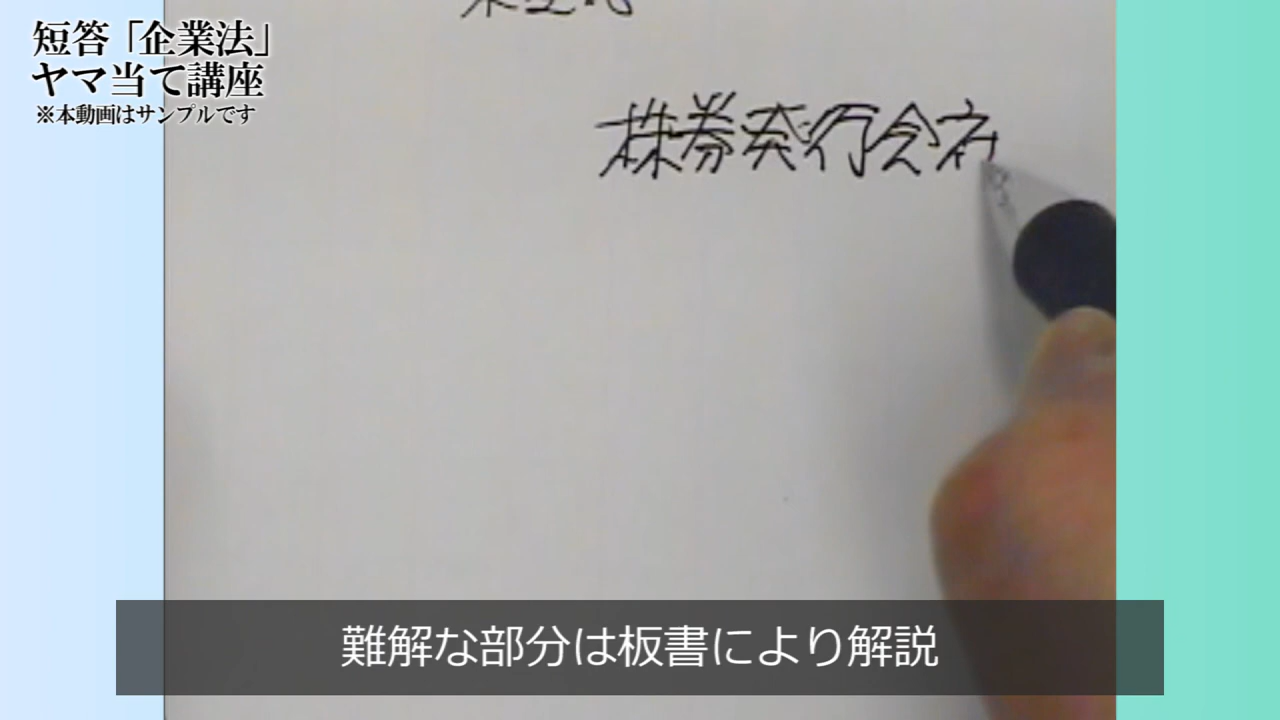 短答「企業法」
ヤマ当て講座
※本動画はサンプルです
株券発行会社
難解な部分は板書により解説